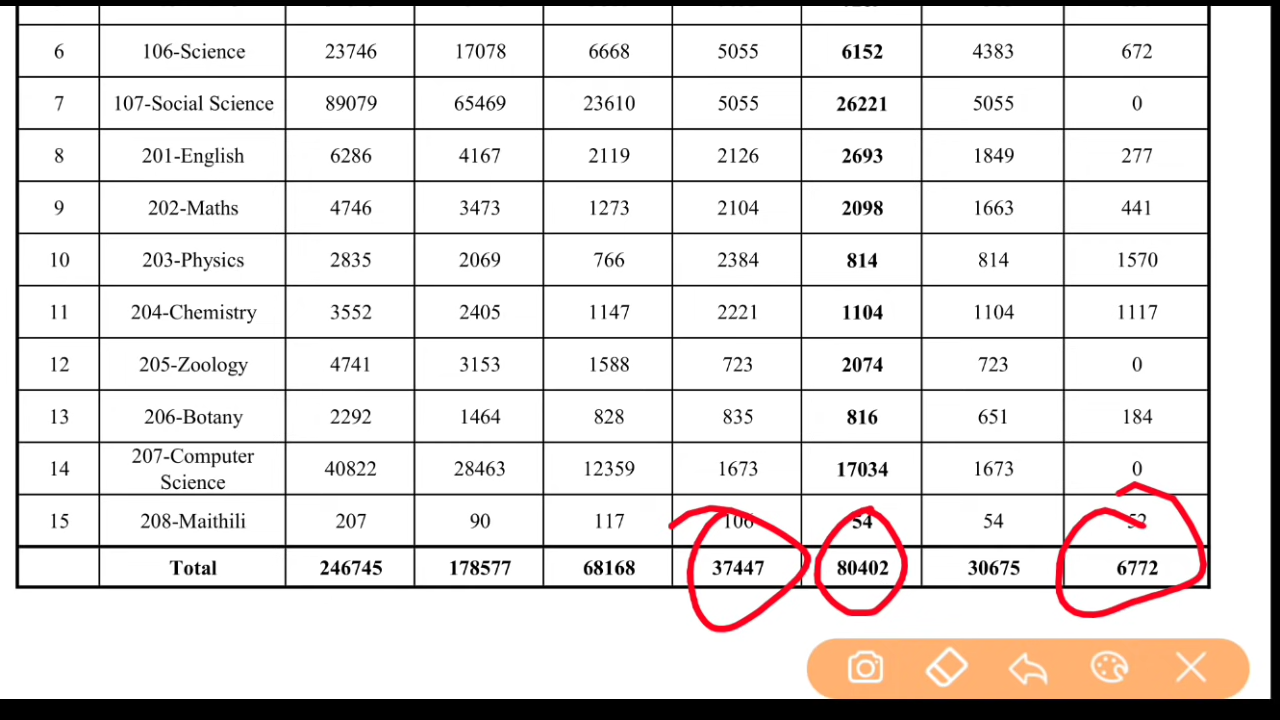 6 106-Science 23746 17078 6668 5055 6152 4383 672
7 107-Social Science 89079 65469 23610 5055 26221 5055 0
8 201-English 6286 4167 2119 2126 2693 1849 277
9 202-Maths 4746 3473 1273 2104 2098 1663 441
10 203-Physics 2835 2069 766 2384 814 814 1570
11 204-Chemistry 3552 2405 1147 2221 1104 1104 1117
12 205-Zoology 4741 3153 1588 723 2074 723 0
13 206-Botany 2292 1464 828 835 816 651 184
14 207-Computer Science 40822 28463 12359 1673 17034 1673 0
15 208-Maithili 207 90 117 106 54 54 52
Total 246745 178577 68168 37447 80402 30675 6772